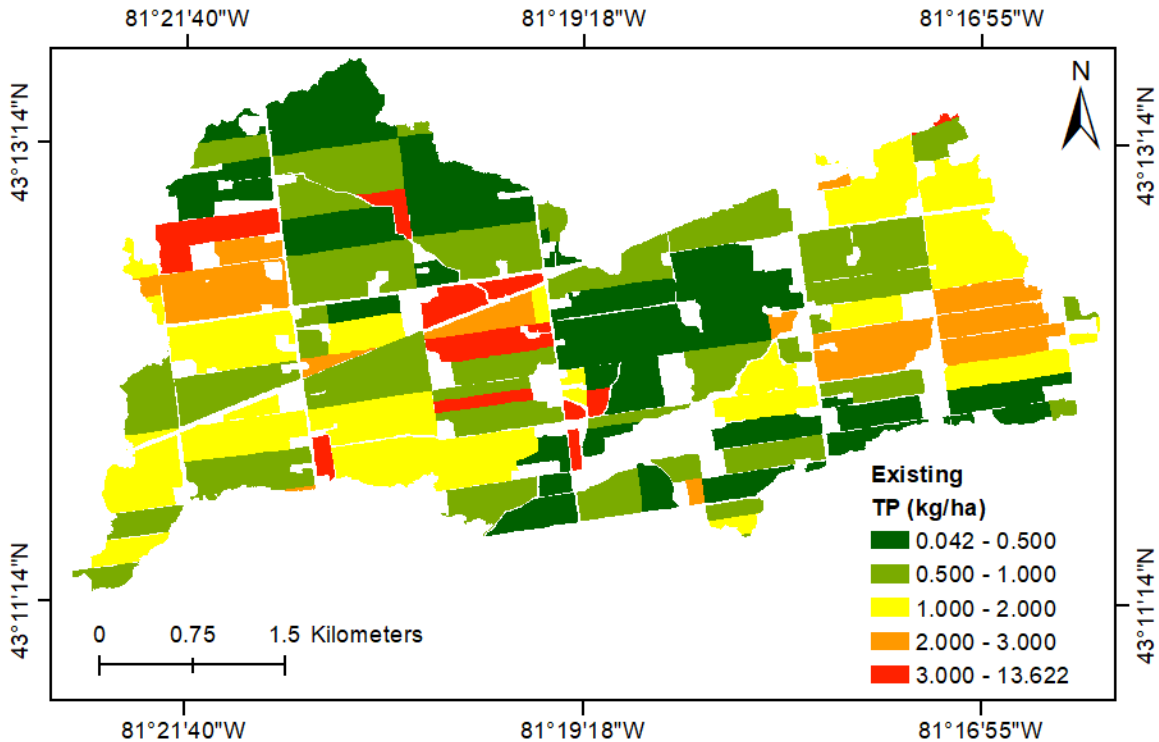 81°21'40"W 81°19'18"W 81°16'55"W
43°13'14"N
43°13'14"N
N
Existing
TP (kg/ha)
0.042 - 0.500
0.500 - 1.000
1.000 - 2.000
2.000 - 3.000
3.000 - 13.622
43°11'14"N
43°11'14"N
0 0.75 1.5 Kilometers
81°21'40"W 81°19'18"W 81°16'55"W